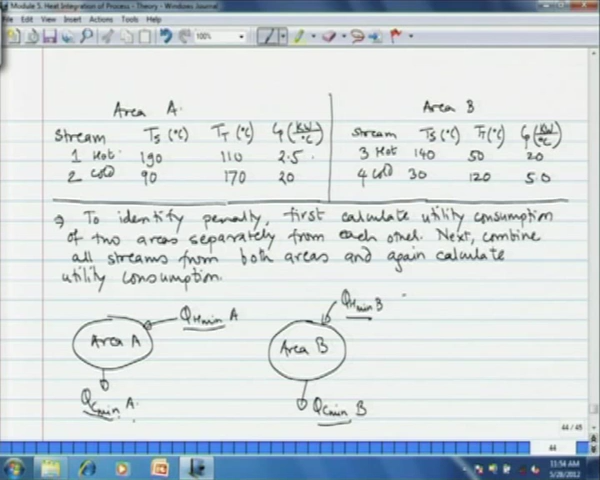 Module 5. Heat Integration of Process - Theory - Windows Journal
File Edit View Insert Actions Tools Help
100%
Area A
Area B
Stream Ts (°C) TT (°C) Cp (KW/°C)
1 Hot 190 110 2.5
2 Cold 90 170 20
stream Ts (°C) TT (°C) Cp (KW/°C)
3 Hot 140 50 20
4 Cold 30 120 5.0
⇒ To identify penalty, first calculate utility consumption
of two areas separately from each other. Next, combine
all streams from both areas and again calculate
utility consumption.
QHmin A
QHmin B
Area A
Area B
QCmin A
QCmin B
44 / 45
44
11:54 AM
5/28/2012